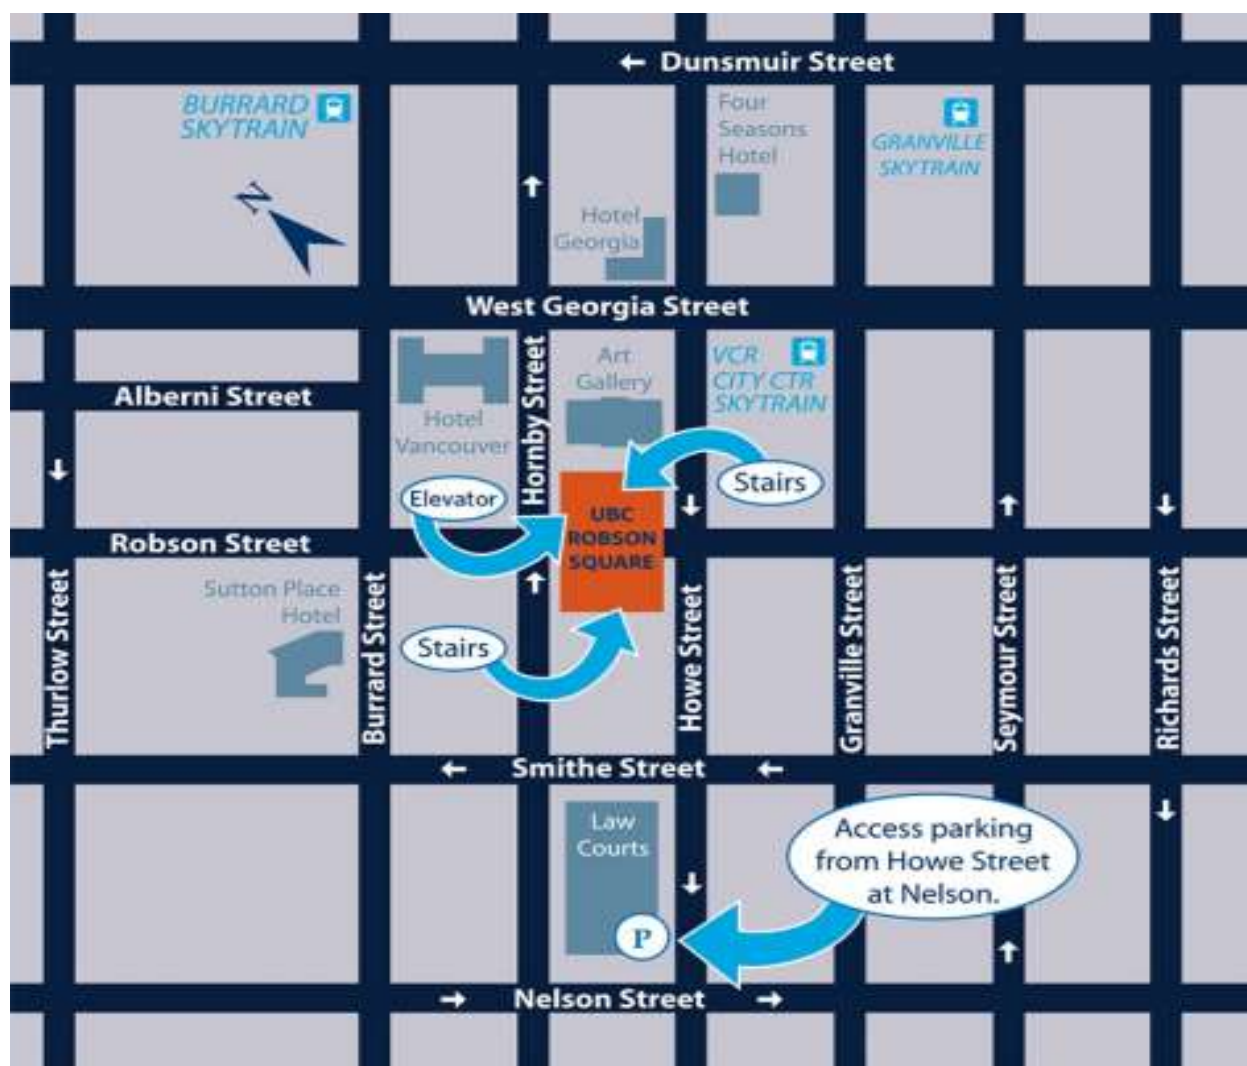 Dunsmuir Street
BURRARD
SKYTRAIN
Four
Seasons
Hotel
GRANVILLE
SKYTRAIN
N
Hotel
Georgia
West Georgia Street
Hornby Street
Art
Gallery
VCR
CITY CTR
SKYTRAIN
Alberni Street
Hotel
Vancouver
Elevator
Stairs
UBC
ROBSON
SQUARE
Robson Street
Sutton Place
Hotel
Stairs
Thurlow Street
Burrard Street
Howe Street
Granville Street
Seymour Street
Richards Street
Smithe Street
Law
Courts
Access parking
from Howe Street
at Nelson.
P
Nelson Street